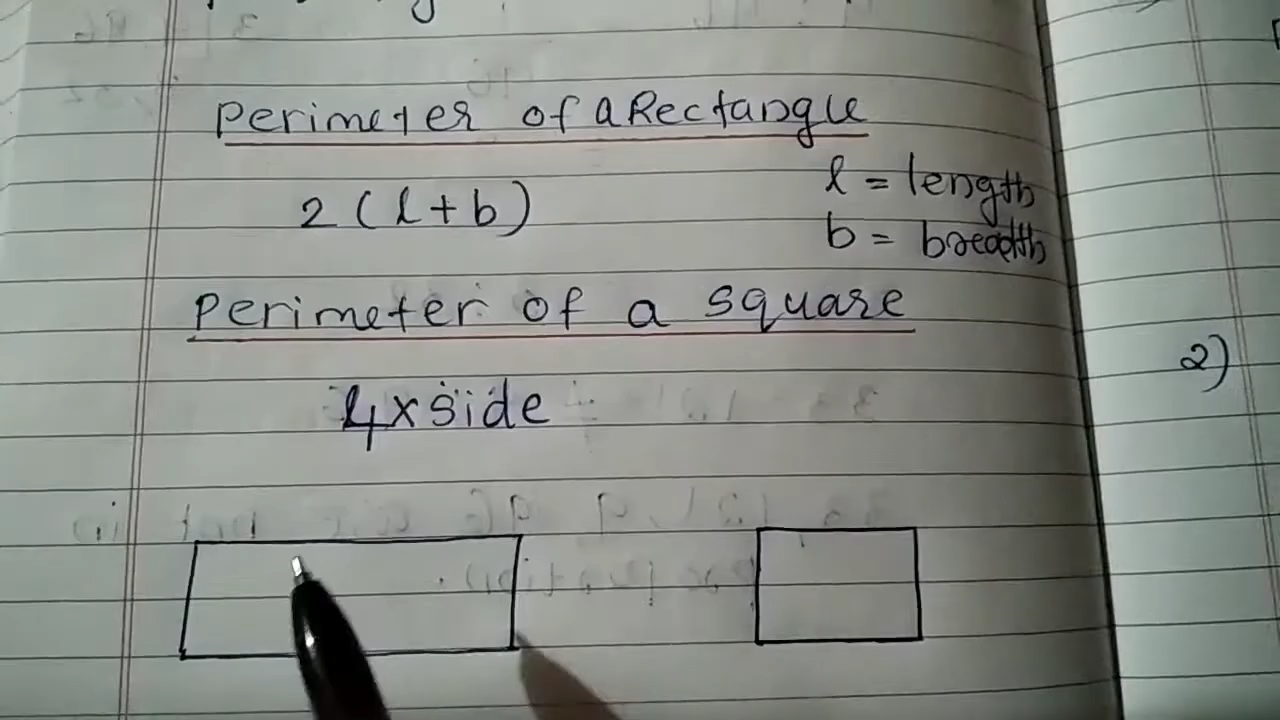 Perimeter of a Rectangle
2 (l + b)
l = length
b = breadth
Perimeter of a square
4 x side
2)